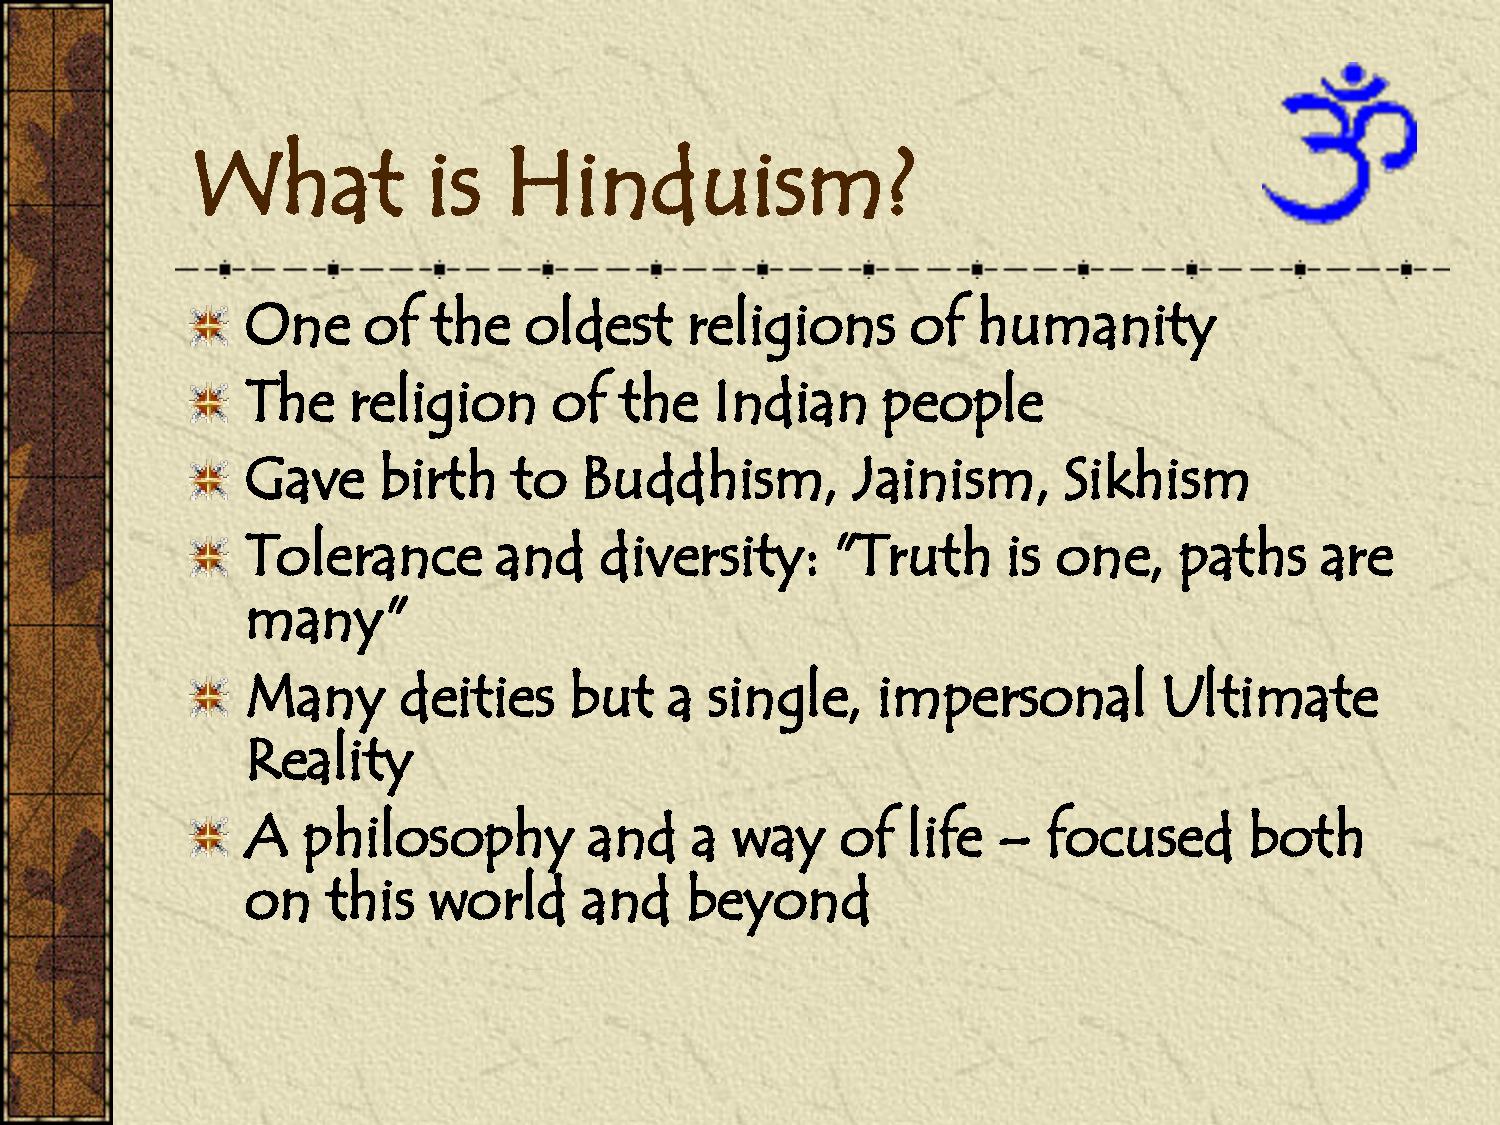 ॐ
What is Hinduism?
One of the oldest religions of humanity
The religion of the Indian people
Gave birth to Buddhism, Jainism, Sikhism
Tolerance and diversity: "Truth is one, paths are
many"
Many deities but a single, impersonal Ultimate
Reality
A philosophy and a way of life – focused both
on this world and beyond